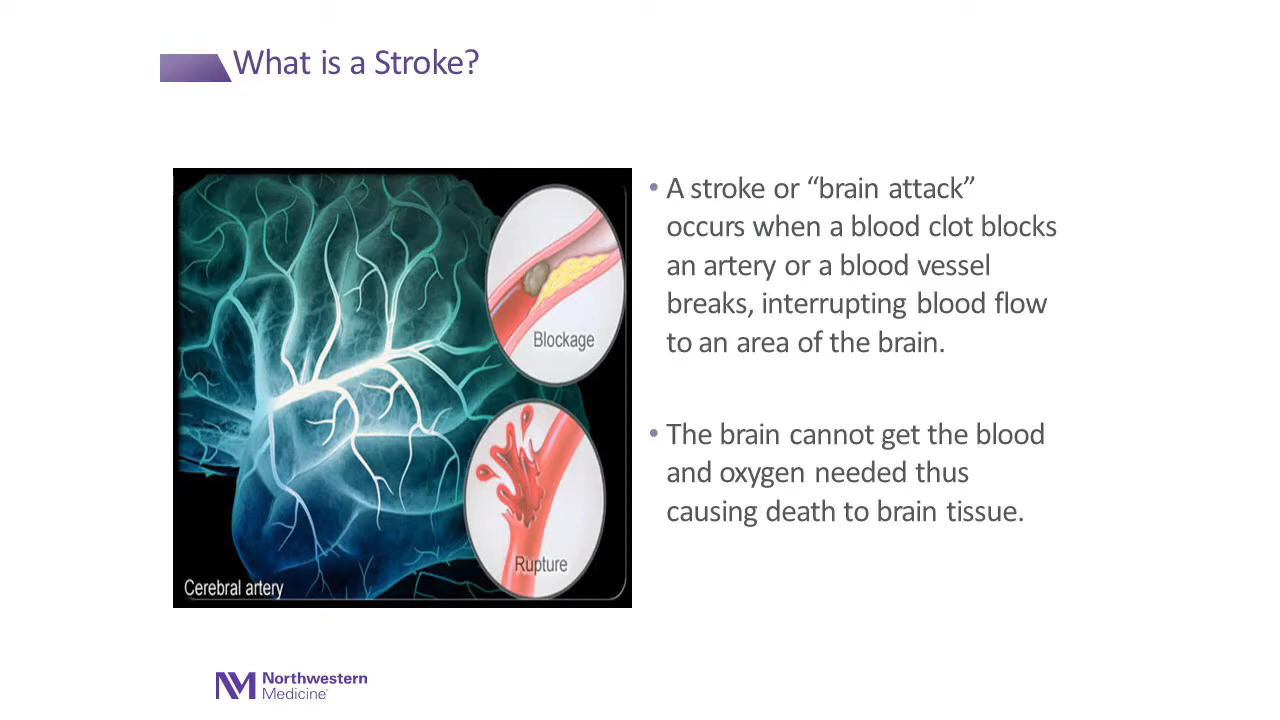 What is a Stroke?
• A stroke or “brain attack”
occurs when a blood clot blocks
an artery or a blood vessel
breaks, interrupting blood flow
to an area of the brain.
• The brain cannot get the blood
and oxygen needed thus
causing death to brain tissue.
Blockage
Rupture
Cerebral artery
NM Northwestern
Medicine